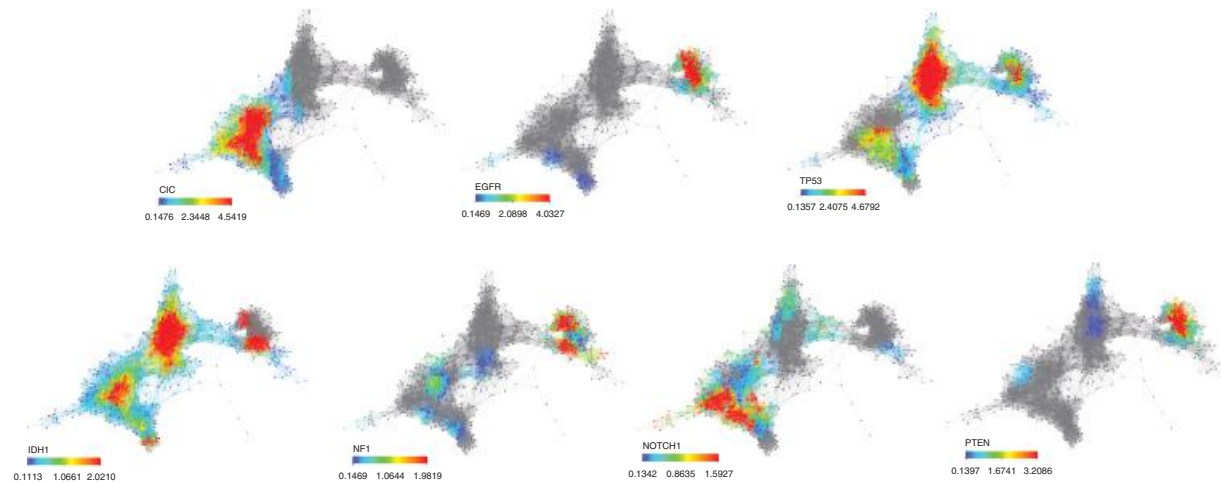 CIC
0.1476 2.3448 4.5419
EGFR
0.1469 2.0898 4.0327
TP53
0.1357 2.4075 4.6792
IDH1
0.1113 1.0661 2.0210
NF1
0.1469 1.0644 1.9819
NOTCH1
0.1342 0.8635 1.5927
PTEN
0.1397 1.6741 3.2086